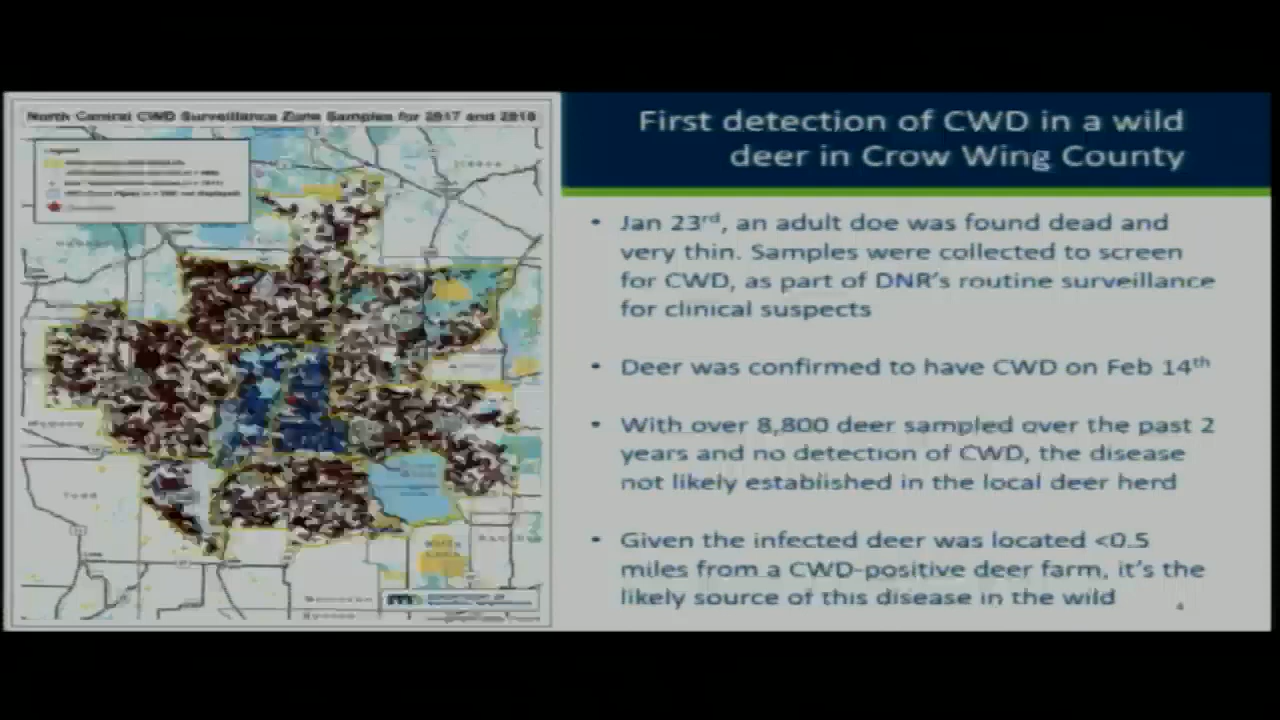 North Central CWD Surveillance Zone Samples for 2017 and 2018
First detection of CWD in a wild
deer in Crow Wing County
• Jan 23rd, an adult doe was found dead and
very thin. Samples were collected to screen
for CWD, as part of DNR's routine surveillance
for clinical suspects
• Deer was confirmed to have CWD on Feb 14th
• With over 8,800 deer sampled over the past 2
years and no detection of CWD, the disease
not likely established in the local deer herd
• Given the infected deer was located <0.5
miles from a CWD-positive deer farm, it's the
likely source of this disease in the wild
4